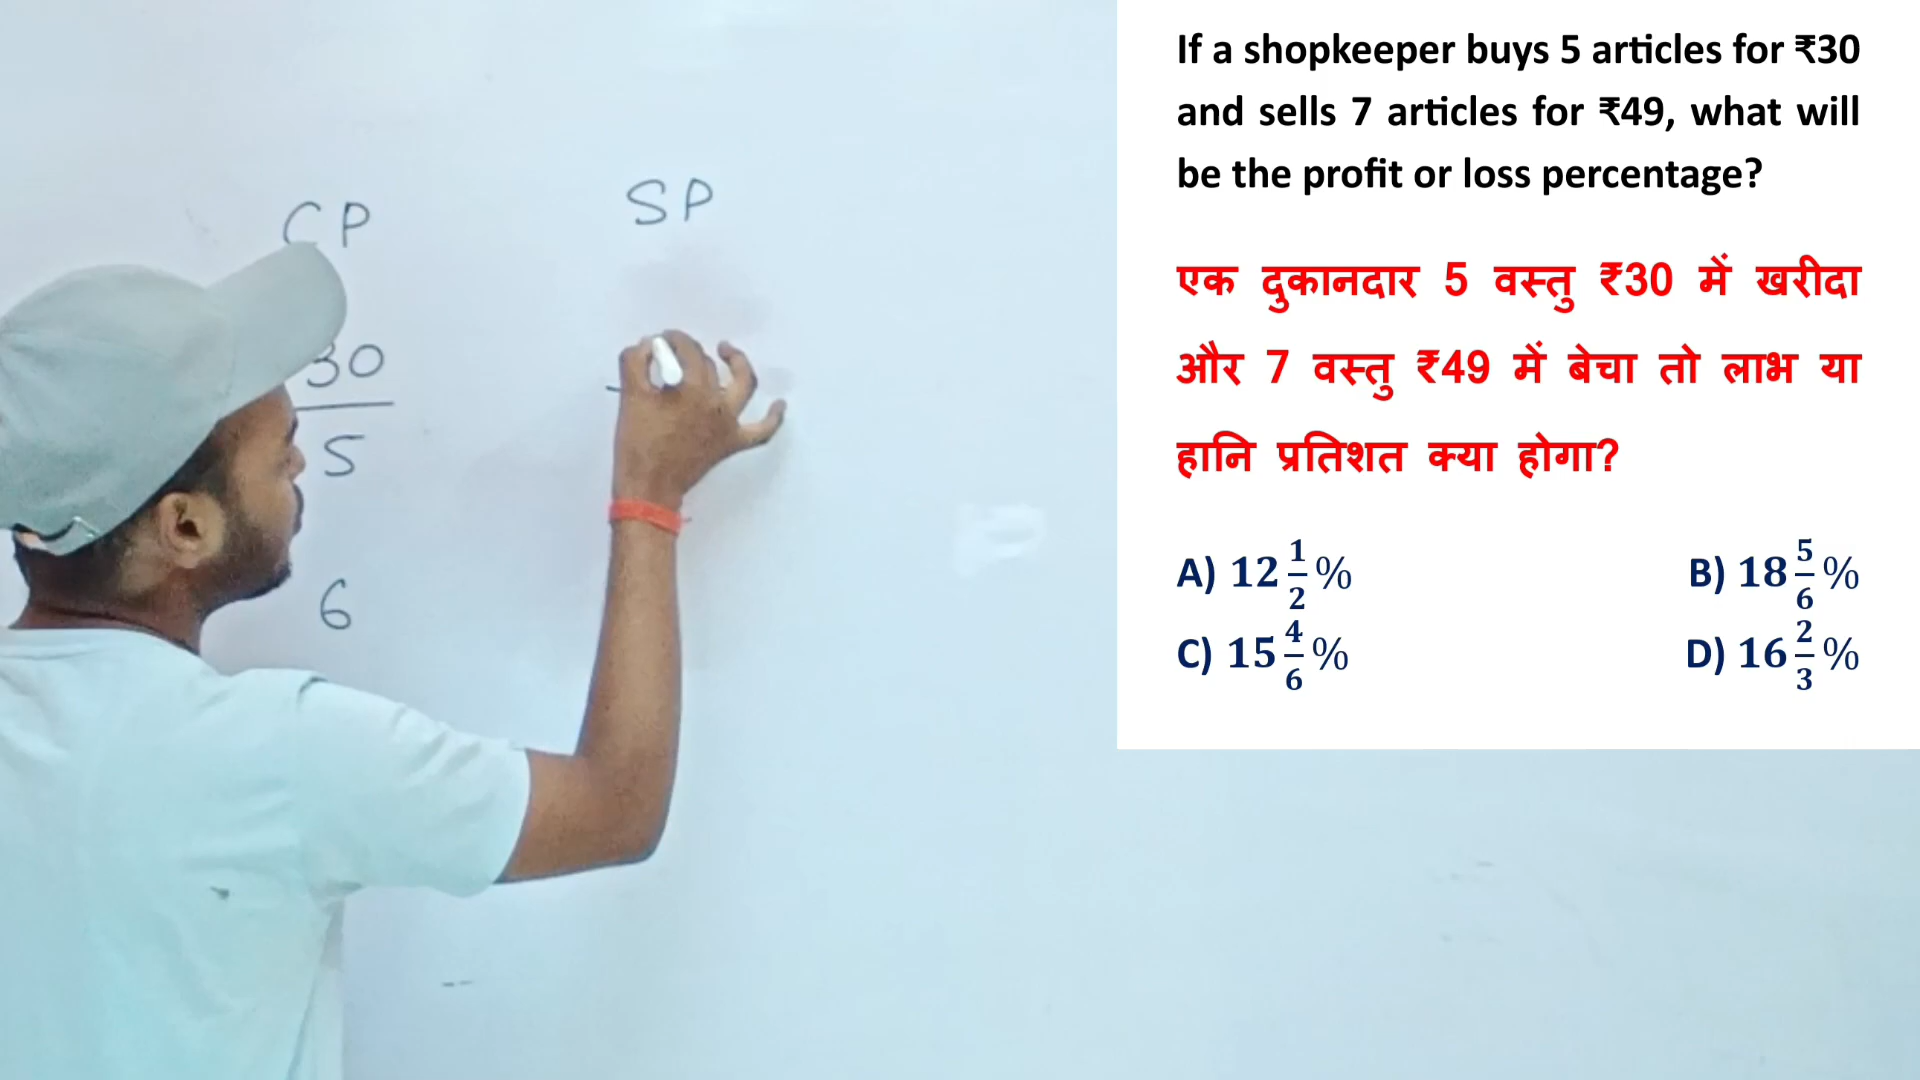 CP
SP
30
5
6
If a shopkeeper buys 5 articles for ₹30
and sells 7 articles for ₹49, what will
be the profit or loss percentage?
एक दुकानदार 5 वस्तु ₹30 में खरीदा
और 7 वस्तु ₹49 में बेचा तो लाभ या
हानि प्रतिशत क्या होगा?
A) 12 1/2 %
B) 18 5/6 %
C) 15 4/6 %
D) 16 2/3 %